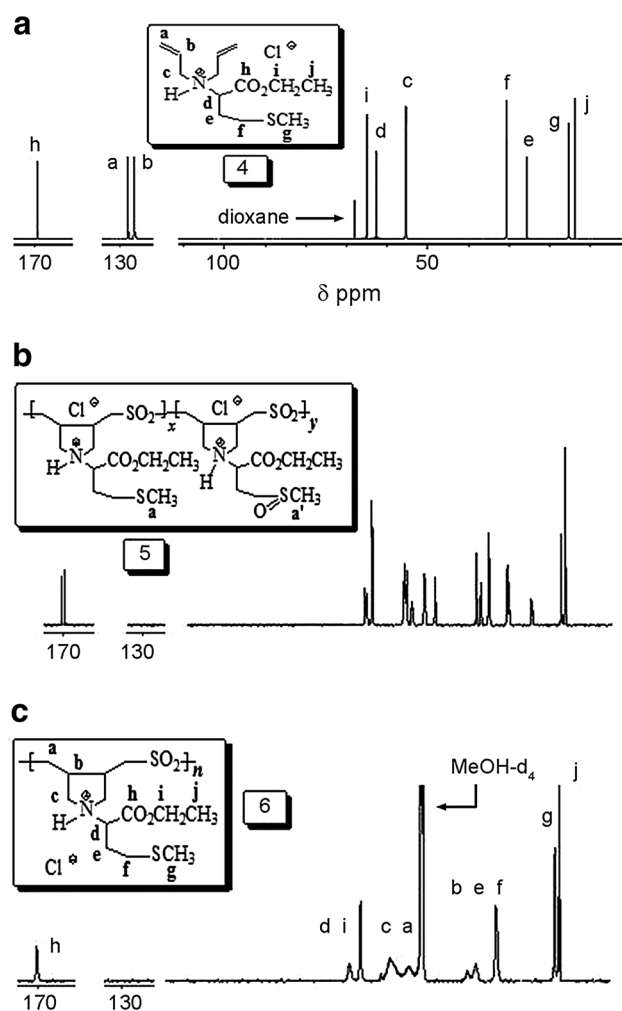 a
a
b
Cl⊖
c
N
H
h
i
j
CO₂CH₂CH₃
d
e
f
SCH₃
g
4
h
a
b
dioxane
i
d
c
f
e
g
j
170
130
100
50
δ ppm
b
[ Cl⊖ SO₂ ]x [ Cl⊖ SO₂ ]y
N
H
CO₂CH₂CH₃
SCH₃
a
N
H
CO₂CH₂CH₃
O=SCH₃
a'
5
170
130
c
a
[ SO₂ ]n
b
c
N
H
h
i
j
CO₂CH₂CH₃
d
e
Cl
f
SCH₃
g
6
MeOH-d₄
j
g
h
d i c a b e f
170
130